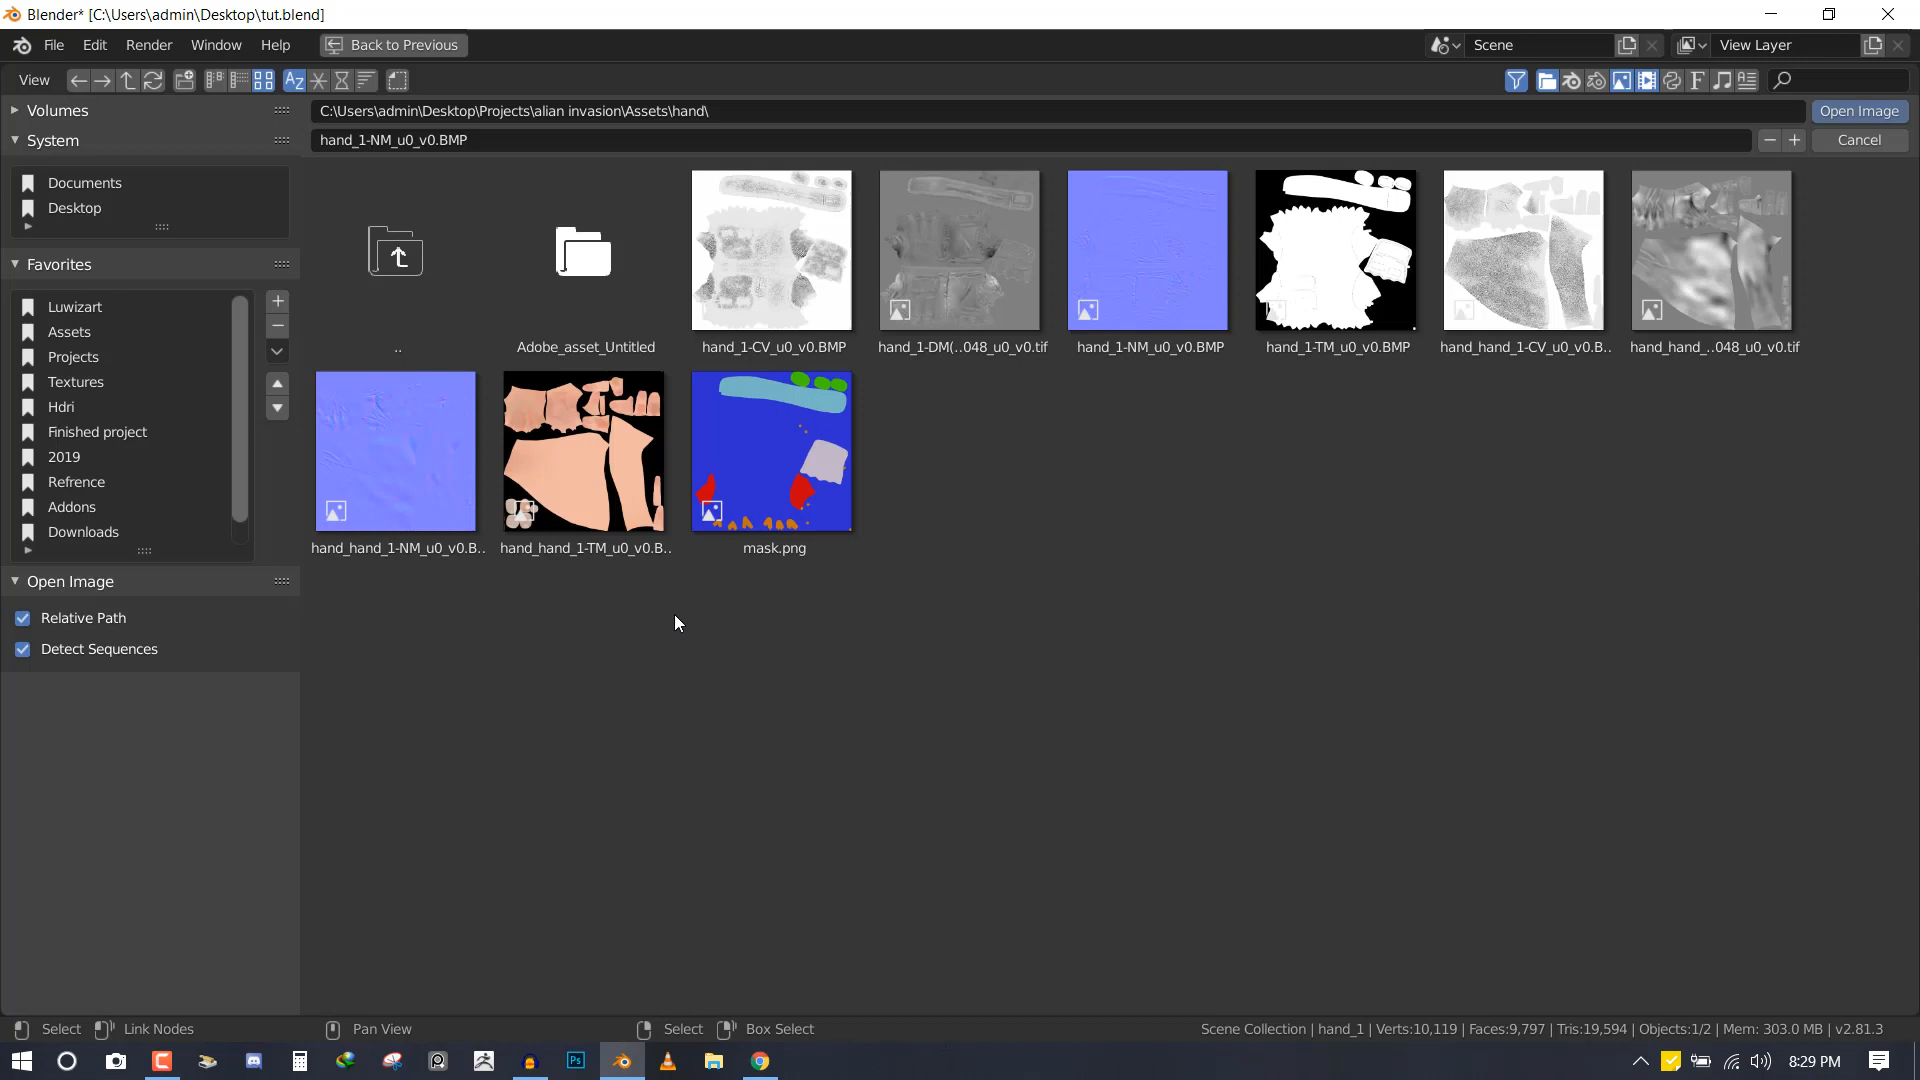 Blender* [C:\Users\admin\Desktop\tut.blend]
File Edit Render Window Help Back to Previous Scene View Layer
View
Volumes
C:\Users\admin\Desktop\Projects\alian invasion\Assets\hand\ Open Image
System
hand_1-NM_u0_v0.BMP Cancel
Documents
Desktop
Favorites
Luwizart
Assets
Projects
Textures
Hdri
Finished project
2019
Refrence
Addons
Downloads
.. Adobe_asset_Untitled hand_1-CV_u0_v0.BMP hand_1-DM(..048_u0_v0.tif hand_1-NM_u0_v0.BMP hand_1-TM_u0_v0.BMP hand_hand_1-CV_u0_v0.B.. hand_hand_..048_u0_v0.tif
hand_hand_1-NM_u0_v0.B.. hand_hand_1-TM_u0_v0.B.. mask.png
Open Image
Relative Path
Detect Sequences
Select Link Nodes Pan View Select Box Select Scene Collection | hand_1 | Verts:10,119 | Faces:9,797 | Tris:19,594 | Objects:1/2 | Mem: 303.0 MB | v2.81.3
Ps 8:29 PM